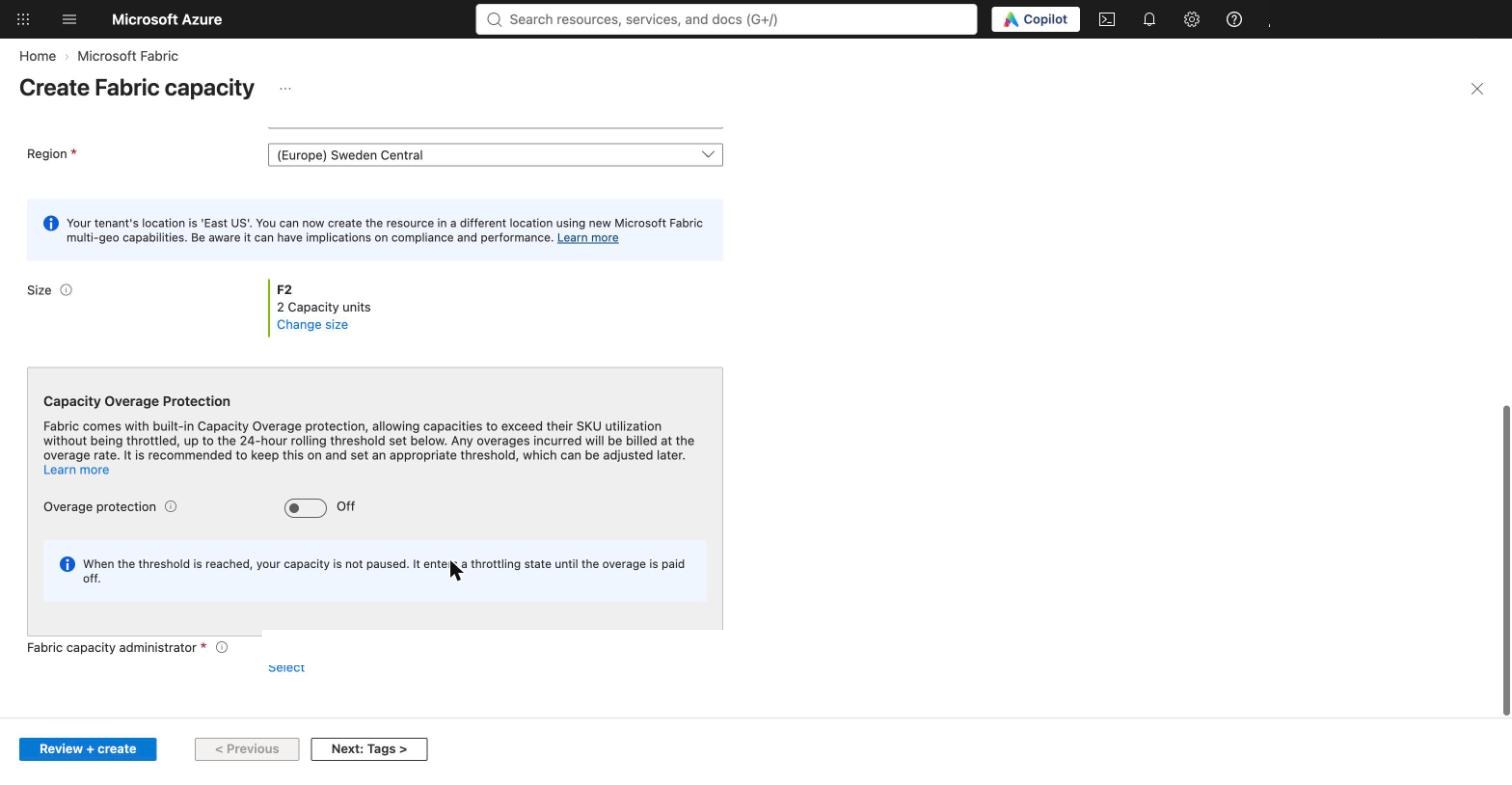 Microsoft Azure
Search resources, services, and docs (G+/)
Copilot
Home > Microsoft Fabric
Create Fabric capacity ...
Region *
(Europe) Sweden Central
Your tenant's location is 'East US'. You can now create the resource in a different location using new Microsoft Fabric
multi-geo capabilities. Be aware it can have implications on compliance and performance. Learn more
Size
F2
2 Capacity units
Change size
Capacity Overage Protection
Fabric comes with built-in Capacity Overage protection, allowing capacities to exceed their SKU utilization
without being throttled, up to the 24-hour rolling threshold set below. Any overages incurred will be billed at the
overage rate. It is recommended to keep this on and set an appropriate threshold, which can be adjusted later.
Learn more
Overage protection
Off
When the threshold is reached, your capacity is not paused. It enters a throttling state until the overage is paid
off.
Fabric capacity administrator *
Select
Review + create
< Previous
Next: Tags >